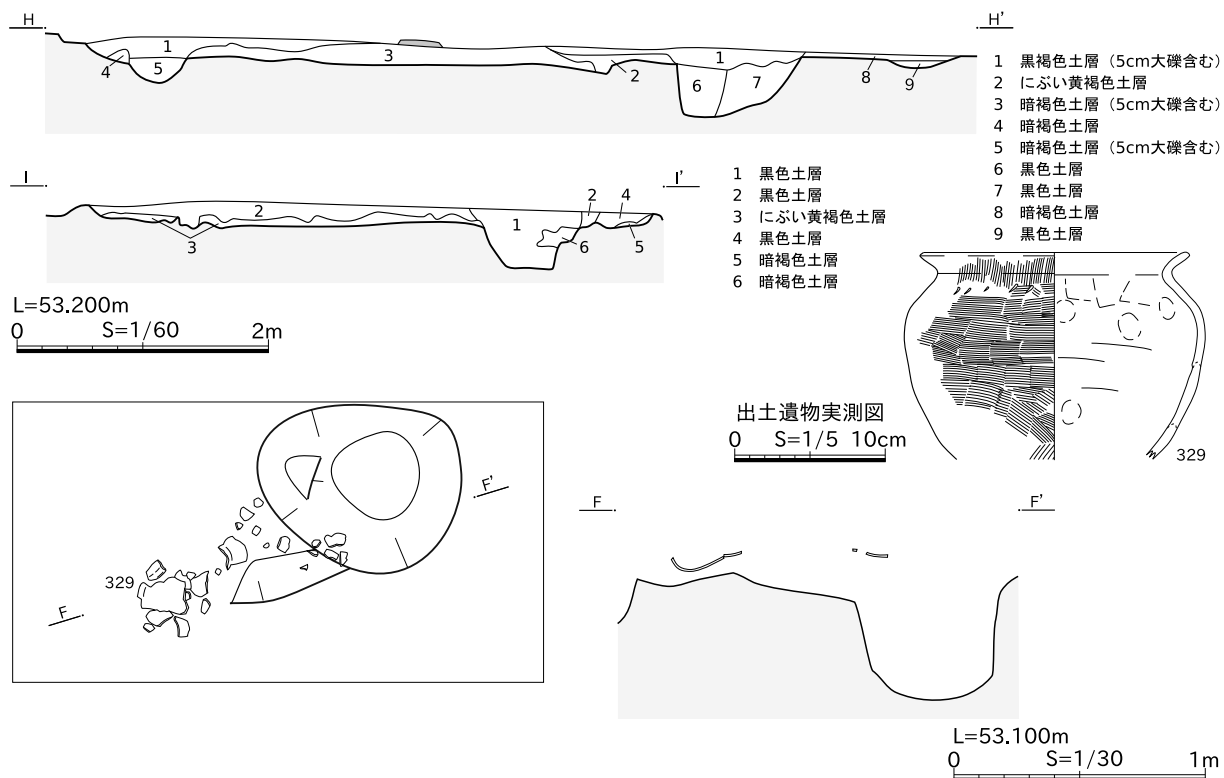 H H'
1 1 3 5 4 2 6 7 8 9
1 黒褐色土層（5cm大礫含む）
2 にぶい黄褐色土層
3 暗褐色土層（5cm大礫含む）
4 暗褐色土層
5 暗褐色土層（5cm大礫含む）
6 黒色土層
7 黒色土層
8 暗褐色土層
9 黒色土層
I I'
2 3 1 6 2 4 5
1 黒色土層
2 黒色土層
3 にぶい黄褐色土層
4 黒色土層
5 暗褐色土層
6 暗褐色土層
L=53.200m
0 S=1/60 2m
出土遺物実測図
0 S=1/5 10cm
329
F'
329
F
F F'
L=53.100m
0 S=1/30 1m